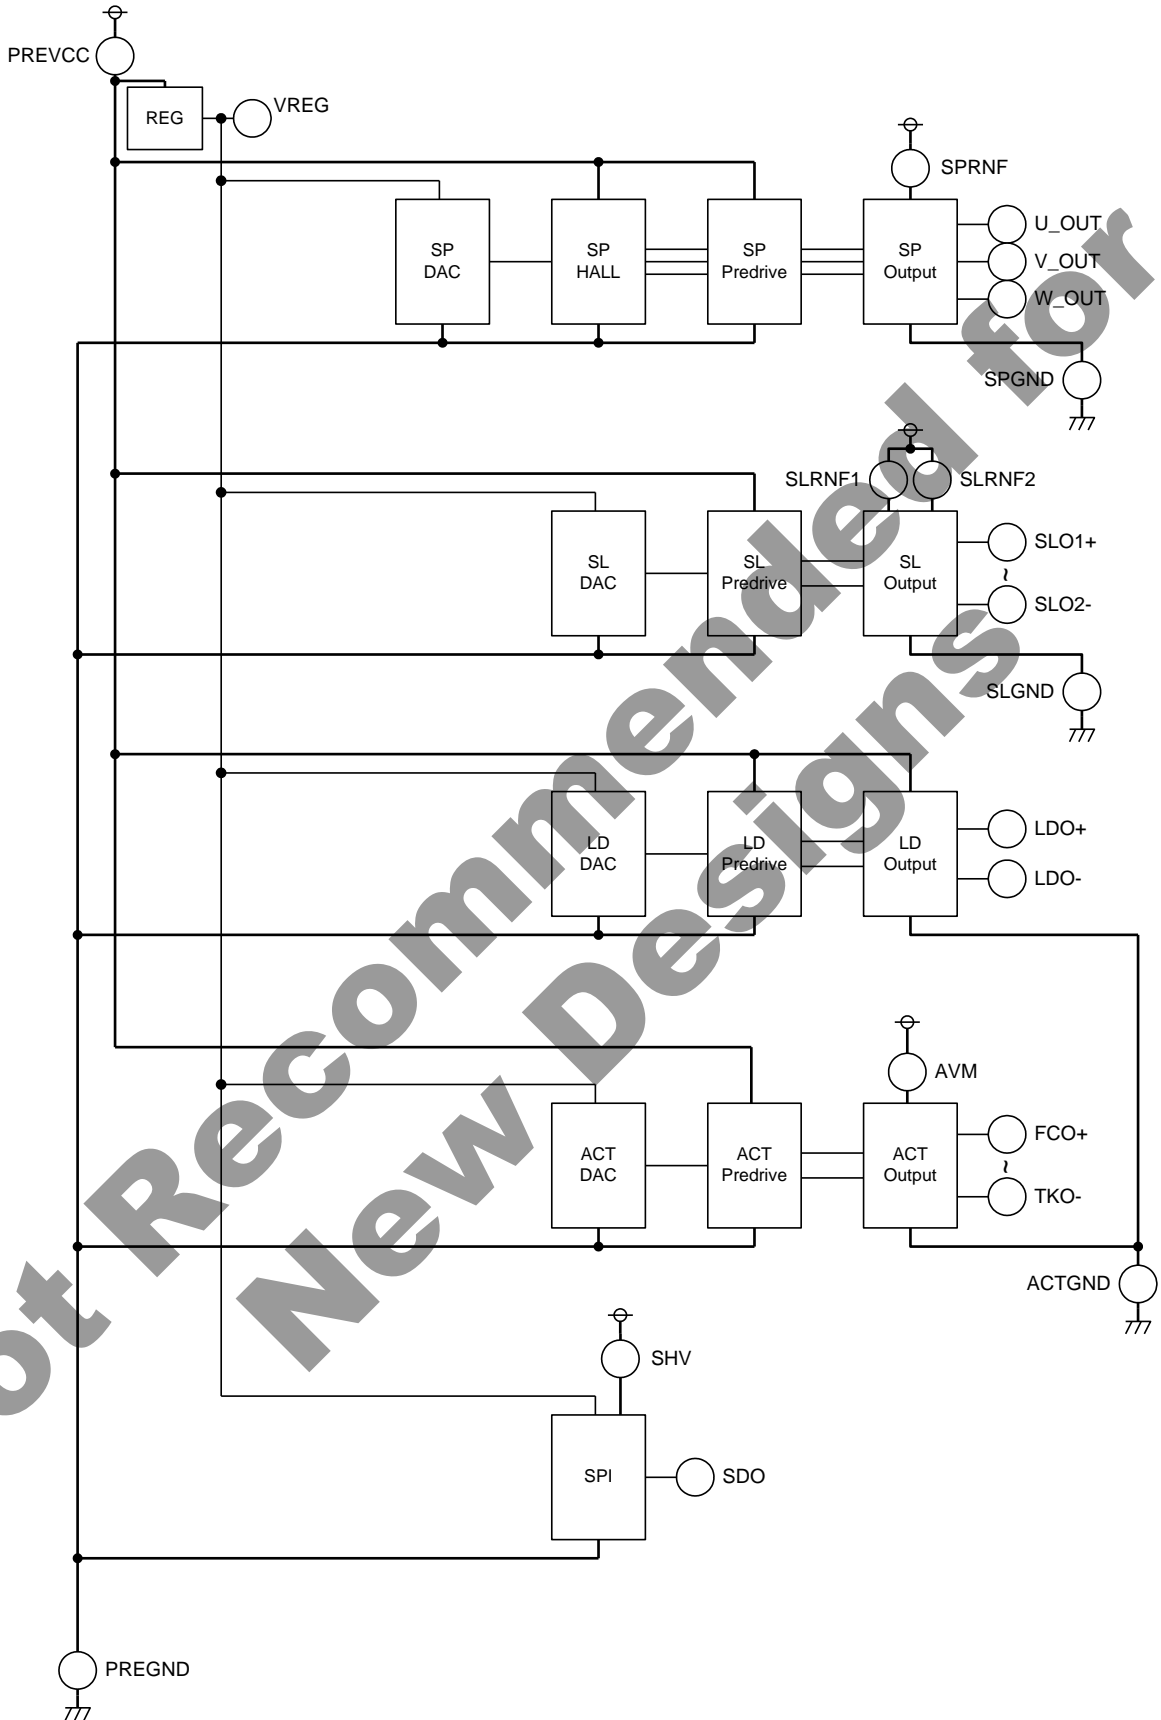 PREVCC
REG
VREG
SPRNF
SP
DAC
SP
HALL
SP
Predrive
SP
Output
U_OUT
V_OUT
W_OUT
SPGND
SLRNF1
SLRNF2
SL
DAC
SL
Predrive
SL
Output
SLO1+
~
SLO2-
SLGND
LD
DAC
LD
Predrive
LD
Output
LDO+
LDO-
AVM
ACT
DAC
ACT
Predrive
ACT
Output
FCO+
~
TKO-
ACTGND
SHV
SPI
SDO
PREGND
ot Recommended for
New Designs